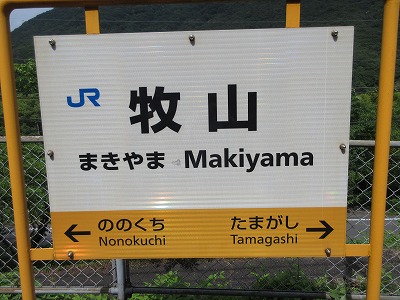 JR 牧山
まきやま Makiyama
← ののくち たまがし →
Nonokuchi Tamagashi